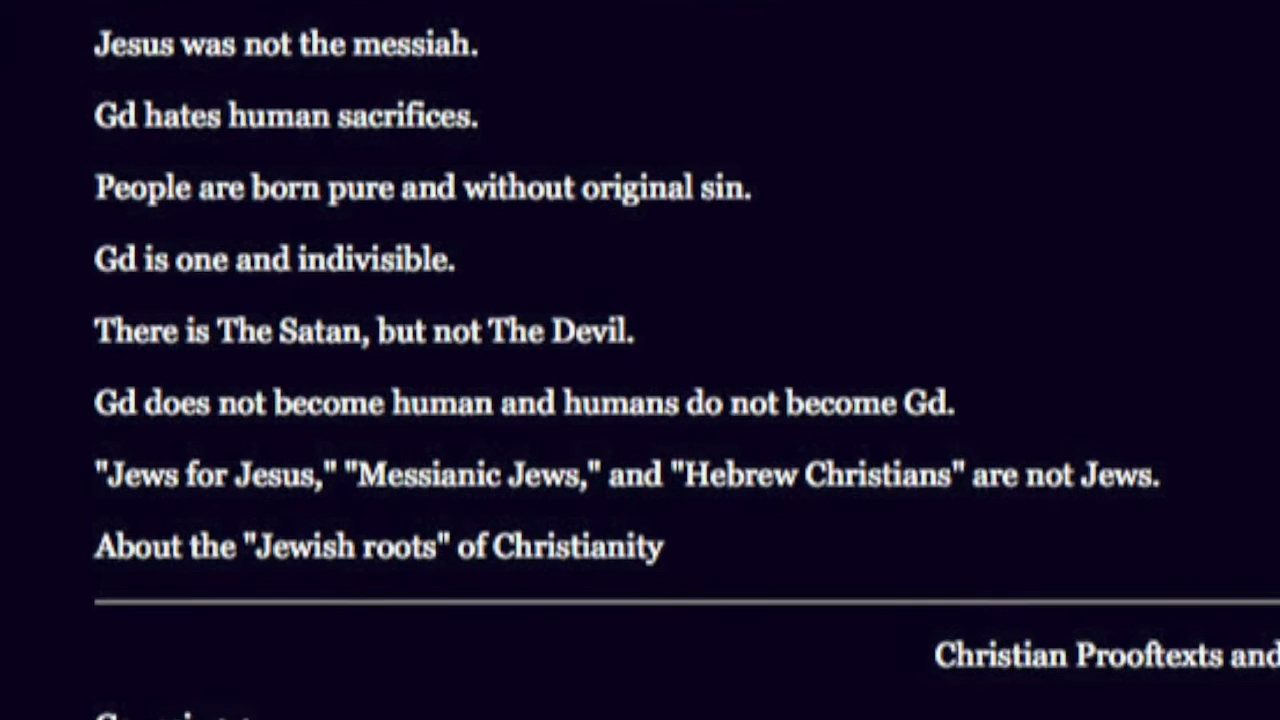 Jesus was not the messiah.
Gd hates human sacrifices.
People are born pure and without original sin.
Gd is one and indivisible.
There is The Satan, but not The Devil.
Gd does not become human and humans do not become Gd.
"Jews for Jesus," "Messianic Jews," and "Hebrew Christians" are not Jews.
About the "Jewish roots" of Christianity
Christian Prooftexts and